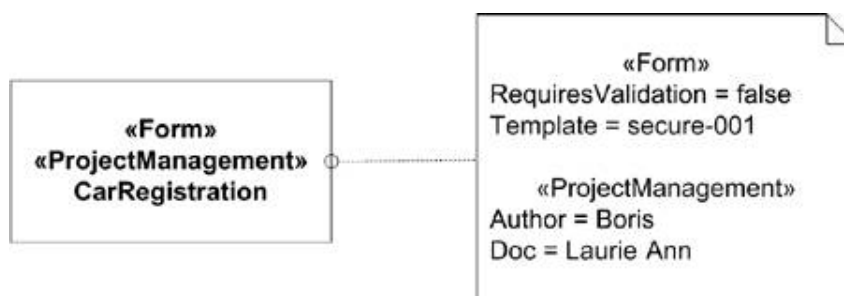 «Form»
«ProjectManagement»
CarRegistration
«Form»
RequiresValidation = false
Template = secure-001
«ProjectManagement»
Author = Boris
Doc = Laurie Ann